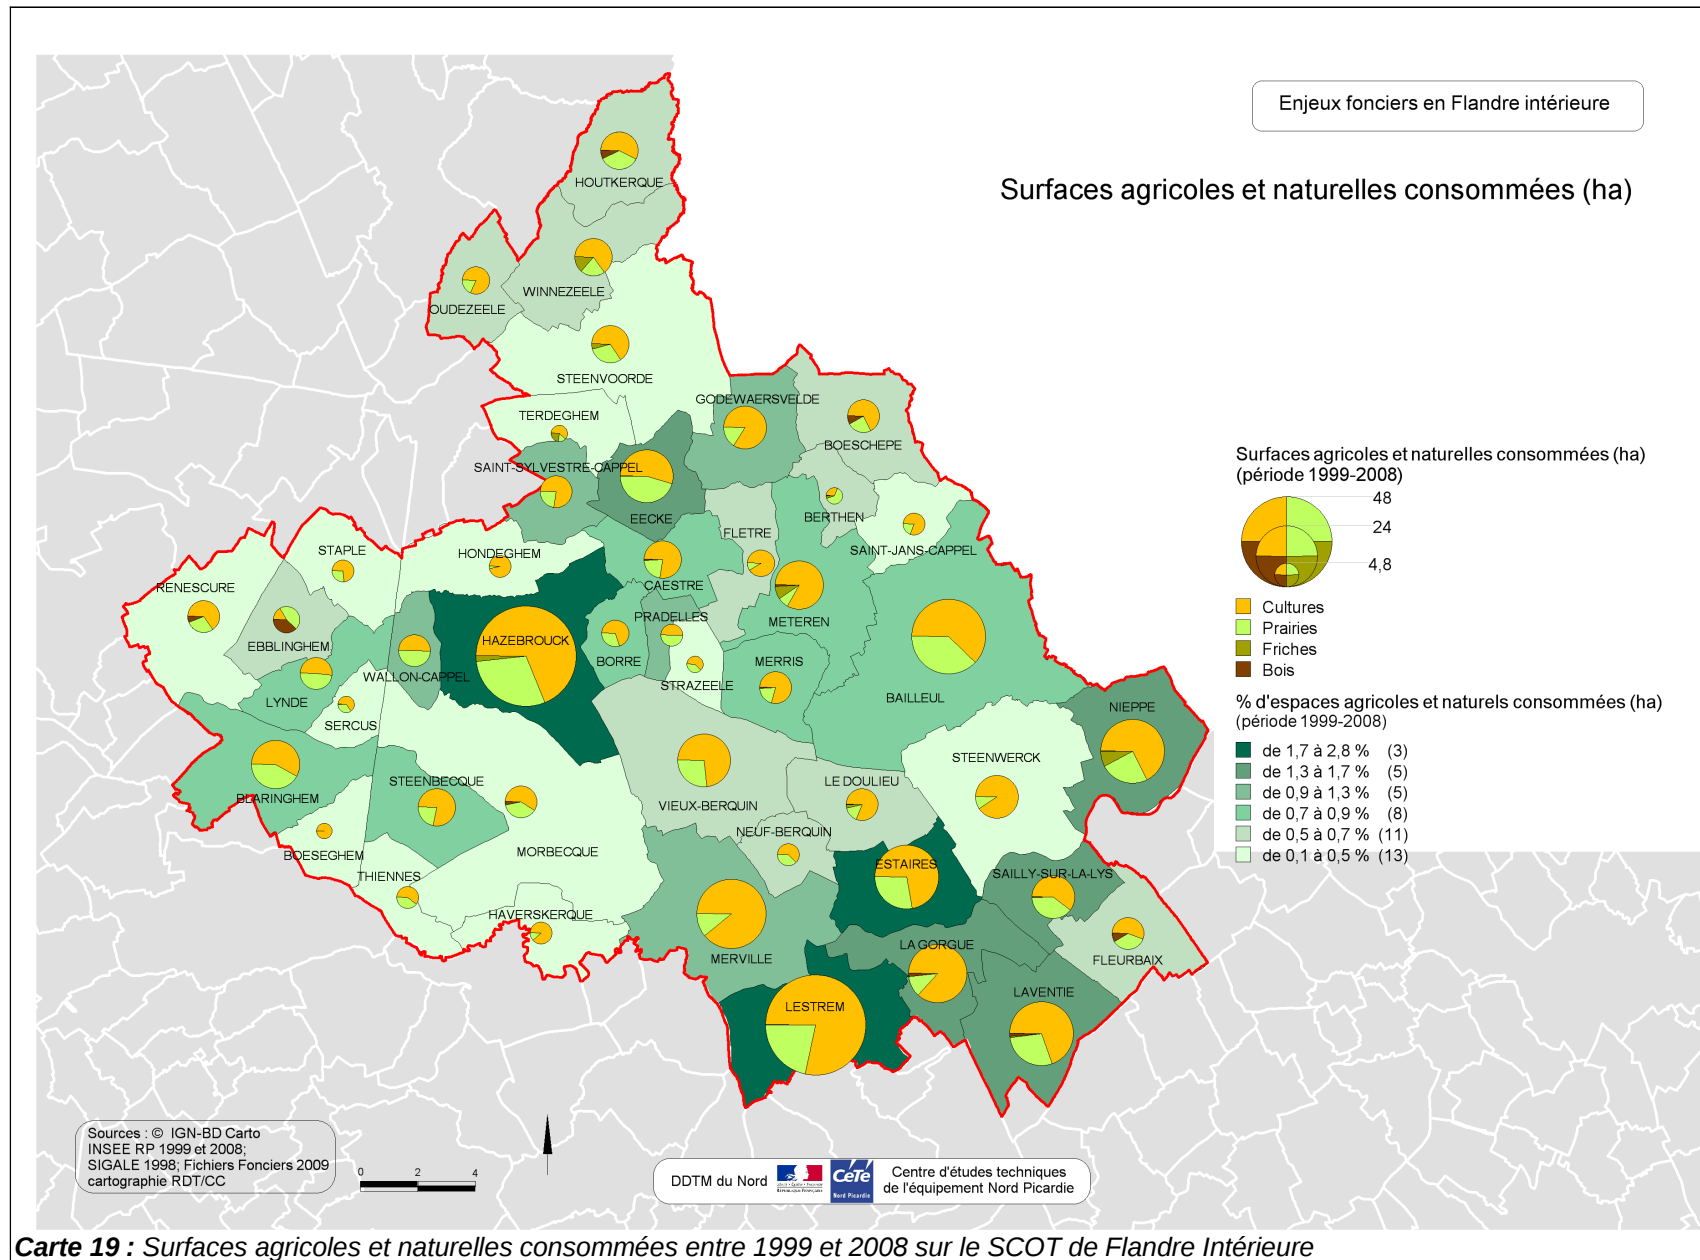 Enjeux fonciers en Flandre intérieure
Surfaces agricoles et naturelles consommées (ha)
HOUTKERQUE
WINNEZEELE
OUDEZEELE
STEENVOORDE
TERDEGHEM
GODEWAERSVELDE
BOESCHEPE
SAINT-SYLVESTRE-CAPPEL
EECKE
BERTHEN
FLETRE
SAINT-JANS-CAPPEL
STAPLE
HONDEGHEM
CAESTRE
RENESCURE
PRADELLES
METEREN
HAZEBROUCK
EBBLINGHEM
BORRE
MERRIS
WALLON-CAPPEL
STRAZEELE
BAILLEUL
LYNDE
SERCUS
NIEPPE
STEENWERCK
STEENBECQUE
LE DOULIEU
BLARINGHEM
VIEUX-BERQUIN
NEUF-BERQUIN
BOESEGHEM
MORBECQUE
ESTAIRES
THIENNES
SAILLY-SUR-LA-LYS
HAVERSKERQUE
LA GORGUE
MERVILLE
FLEURBAIX
LAVENTIE
LESTREM
Surfaces agricoles et naturelles consommées (ha)
(période 1999-2008)
48
24
4,8
Cultures
Prairies
Friches
Bois
% d'espaces agricoles et naturels consommées (ha)
(période 1999-2008)
de 1,7 à 2,8 % (3)
de 1,3 à 1,7 % (5)
de 0,9 à 1,3 % (5)
de 0,7 à 0,9 % (8)
de 0,5 à 0,7 % (11)
de 0,1 à 0,5 % (13)
Sources : © IGN-BD Carto
INSEE RP 1999 et 2008;
SIGALE 1998; Fichiers Fonciers 2009
cartographie RDT/CC
0 2 4
DDTM du Nord
RÉPUBLIQUE FRANÇAISE
CeTe
Nord Picardie
Centre d'études techniques
de l'équipement Nord Picardie
Carte 19 : Surfaces agricoles et naturelles consommées entre 1999 et 2008 sur le SCOT de Flandre Intérieure